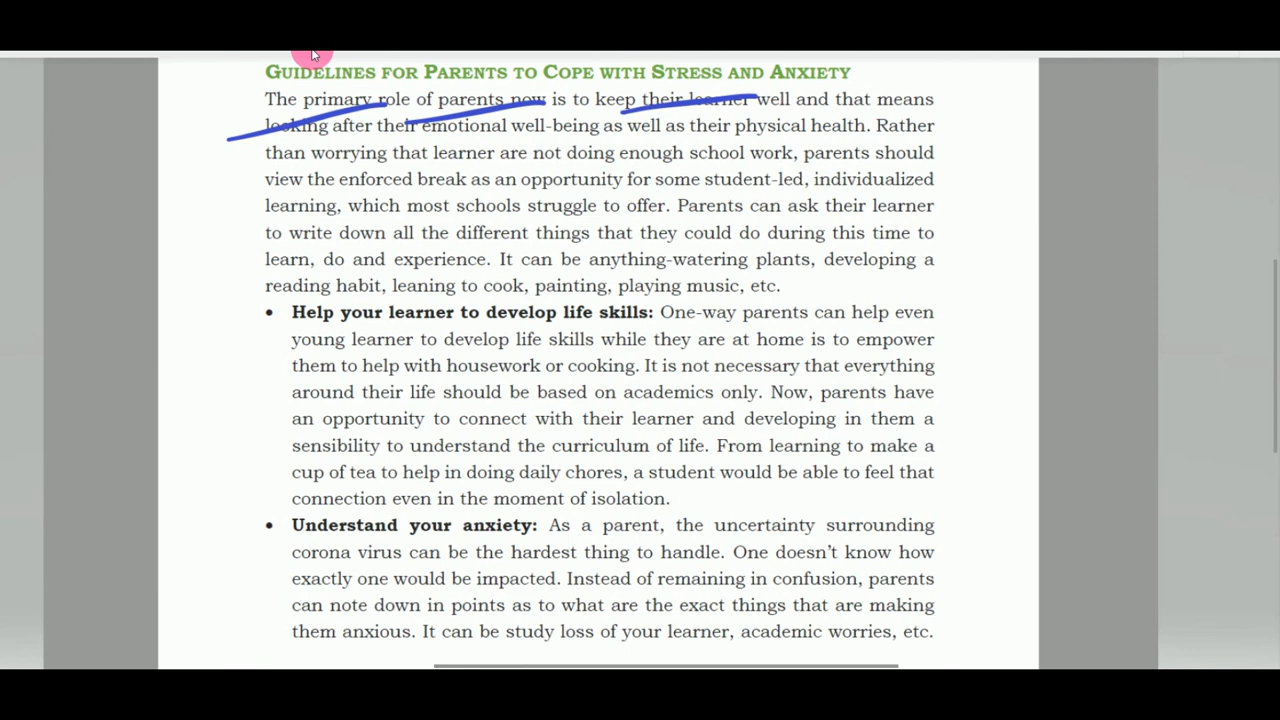 GUIDELINES FOR PARENTS TO COPE WITH STRESS AND ANXIETY
The primary role of parents now is to keep their learner well and that means
looking after their emotional well-being as well as their physical health. Rather
than worrying that learner are not doing enough school work, parents should
view the enforced break as an opportunity for some student-led, individualized
learning, which most schools struggle to offer. Parents can ask their learner
to write down all the different things that they could do during this time to
learn, do and experience. It can be anything-watering plants, developing a
reading habit, leaning to cook, painting, playing music, etc.
• Help your learner to develop life skills: One-way parents can help even
young learner to develop life skills while they are at home is to empower
them to help with housework or cooking. It is not necessary that everything
around their life should be based on academics only. Now, parents have
an opportunity to connect with their learner and developing in them a
sensibility to understand the curriculum of life. From learning to make a
cup of tea to help in doing daily chores, a student would be able to feel that
connection even in the moment of isolation.
• Understand your anxiety: As a parent, the uncertainty surrounding
corona virus can be the hardest thing to handle. One doesn't know how
exactly one would be impacted. Instead of remaining in confusion, parents
can note down in points as to what are the exact things that are making
them anxious. It can be study loss of your learner, academic worries, etc.